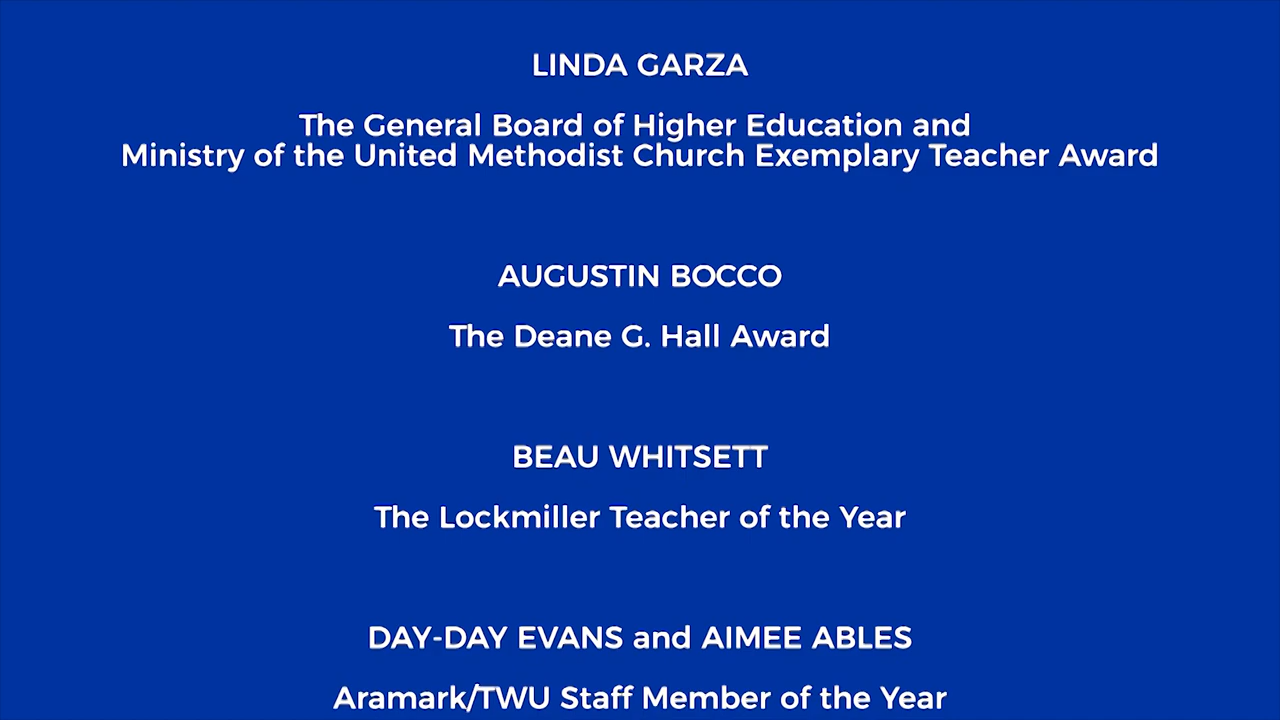 LINDA GARZA
The General Board of Higher Education and
Ministry of the United Methodist Church Exemplary Teacher Award
AUGUSTIN BOCCO
The Deane G. Hall Award
BEAU WHITSETT
The Lockmiller Teacher of the Year
DAY-DAY EVANS and AIMEE ABLES
Aramark/TWU Staff Member of the Year